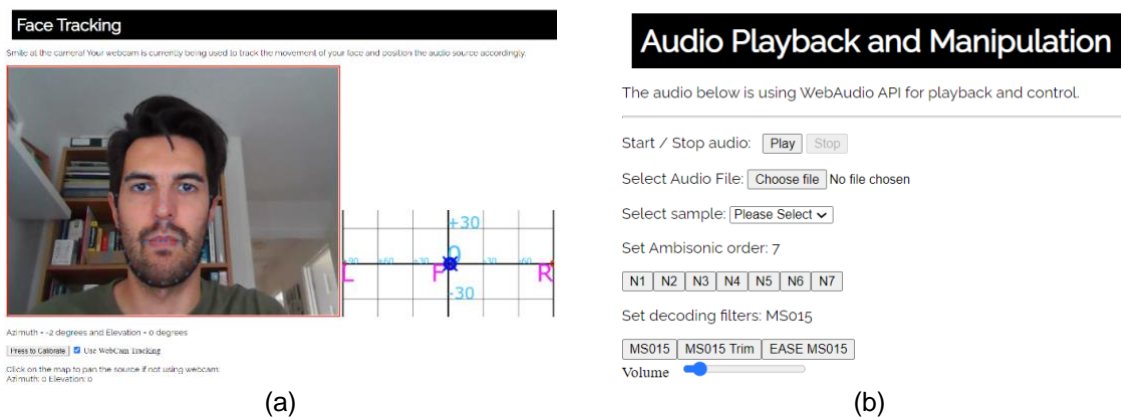 Face Tracking
Smile at the camera! Your webcam is currently being used to track the movement of your face and position the audio source accordingly.
+30
-90 -60 -30 0 +30 +60
L P R
-30
Azimuth = -2 degrees and Elevation = 0 degrees
Press to Calibrate Use WebCam Tracking
Click on the map to pan the source if not using webcam:
Azimuth: 0 Elevation: 0
(a)
Audio Playback and Manipulation
The audio below is using WebAudio API for playback and control.
Start / Stop audio: Play Stop
Select Audio File: Choose file No file chosen
Select sample: Please Select
Set Ambisonic order: 7
N1 N2 N3 N4 N5 N6 N7
Set decoding filters: MS015
MS015 MS015 Trim EASE MS015
Volume
(b)